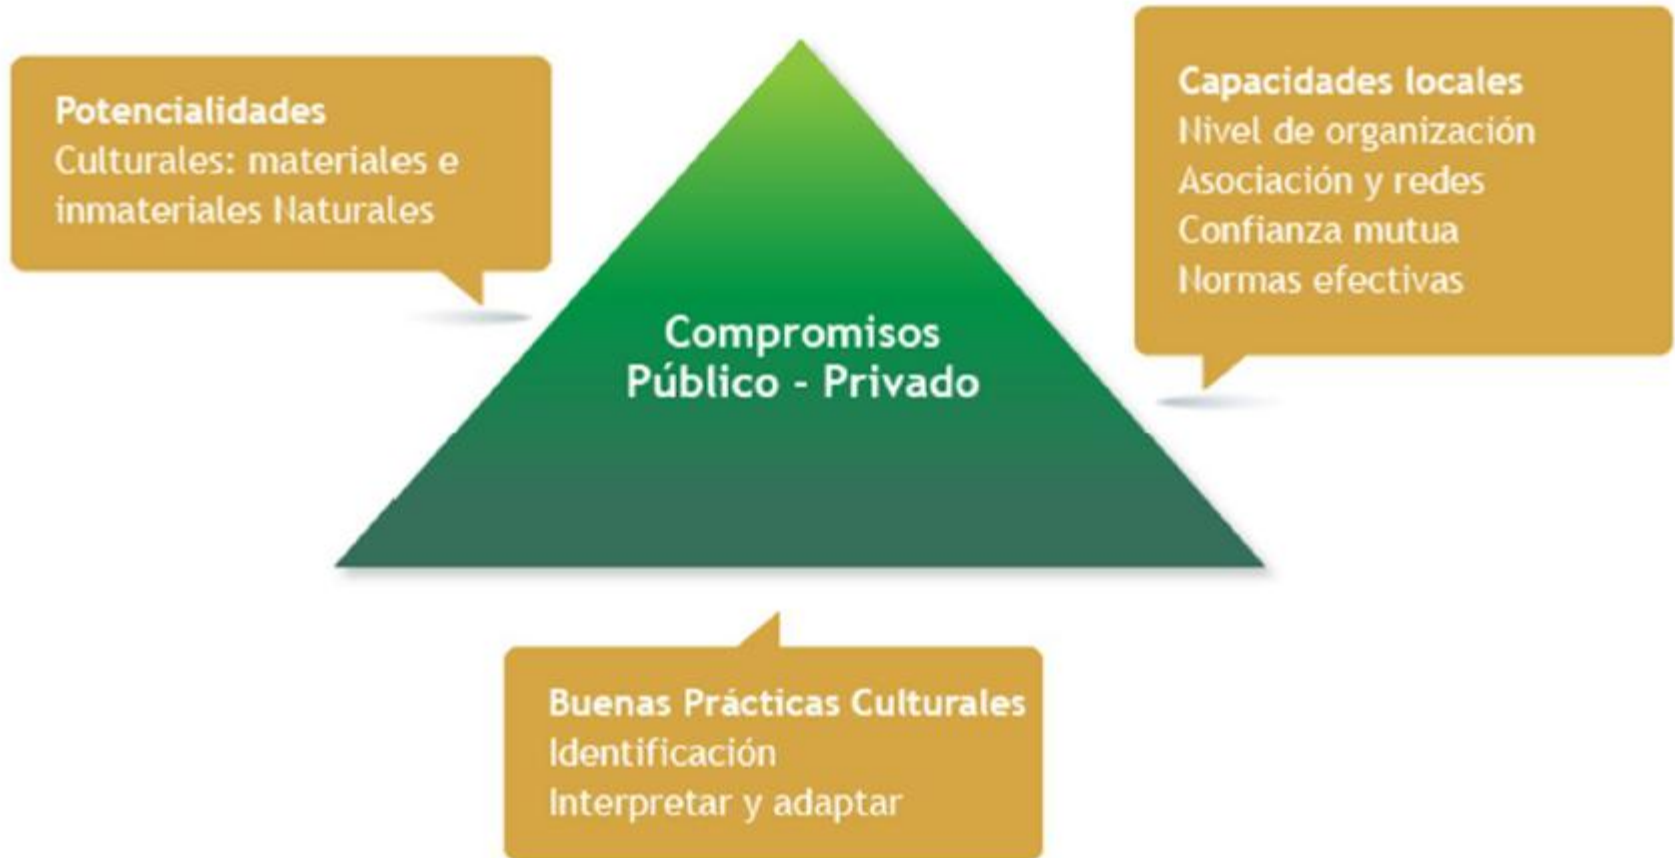 Potencialidades
Culturales: materiales e
inmateriales Naturales
Capacidades locales
Nivel de organización
Asociación y redes
Confianza mutua
Normas efectivas
Compromisos
Público - Privado
Buenas Prácticas Culturales
Identificación
Interpretar y adaptar